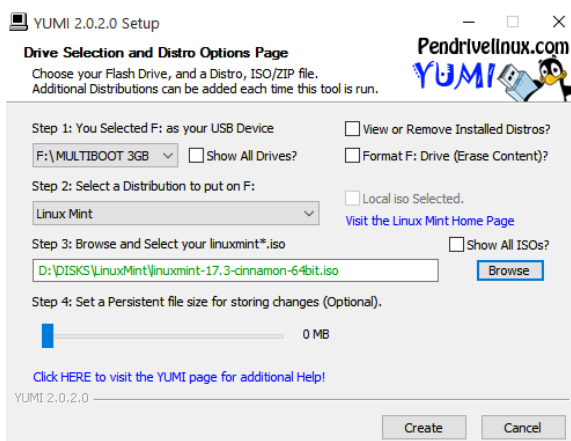 YUMI 2.0.2.0 Setup
Drive Selection and Distro Options Page
Choose your Flash Drive, and a Distro, ISO/ZIP file.
Additional Distributions can be added each time this tool is run.
Pendrivelinux.com
YUMI
Step 1: You Selected F: as your USB Device
View or Remove Installed Distros?
F:\MULTIBOOT 3GB
Show All Drives?
Format F: Drive (Erase Content)?
Step 2: Select a Distribution to put on F:
Local iso Selected.
Linux Mint
Visit the Linux Mint Home Page
Step 3: Browse and Select your linuxmint*.iso
Show All ISOs?
D:\DISKS\LinuxMint\linuxmint-17.3-cinnamon-64bit.iso
Browse
Step 4: Set a Persistent file size for storing changes (Optional).
0 MB
Click HERE to visit the YUMI page for additional Help!
YUMI 2.0.2.0
Create
Cancel